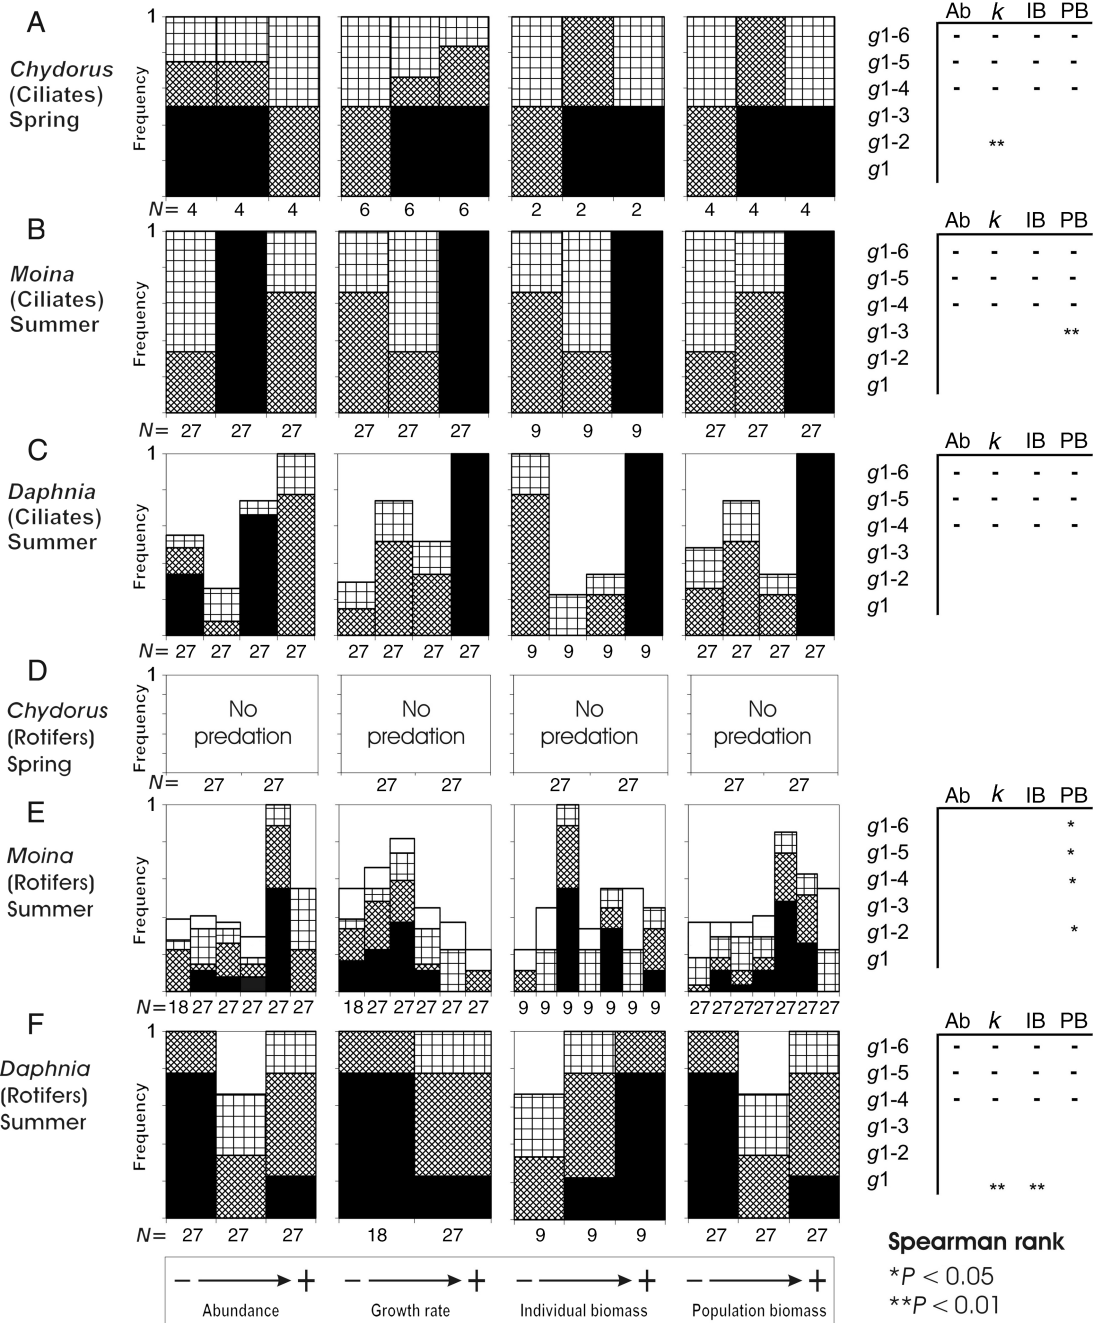 A
Chydorus
(Ciliates)
Spring
1
Frequency
N= 4 4 4 6 6 6 2 2 2 4 4 4
Ab k IB PB
g1-6 - - - -
g1-5 - - - -
g1-4 - - - -
g1-3
g1-2 **
g1
B
Moina
(Ciliates)
Summer
1
Frequency
N= 27 27 27 27 27 27 9 9 9 27 27 27
Ab k IB PB
g1-6 - - - -
g1-5 - - - -
g1-4 - - - -
g1-3 **
g1-2
g1
C
Daphnia
(Ciliates)
Summer
1
Frequency
N= 27 27 27 27 27 27 27 27 9 9 9 9 27 27 27 27
Ab k IB PB
g1-6 - - - -
g1-5 - - - -
g1-4 - - - -
g1-3
g1-2
g1
D
Chydorus
(Rotifers)
Spring
1
Frequency
No predation
No predation
No predation
No predation
N= 27 27 27 27 27 27 27 27
E
Moina
(Rotifers)
Summer
1
Frequency
N= 18 27 27 27 27 27 18 27 27 27 27 27 9 9 9 9 9 9 9 27 27 27 27 27 27 27
Ab k IB PB
g1-6 *
g1-5 *
g1-4 *
g1-3
g1-2 *
g1
F
Daphnia
(Rotifers)
Summer
1
Frequency
N= 27 27 27 18 27 9 9 9 27 27 27
Ab k IB PB
g1-6 - - - -
g1-5 - - - -
g1-4 - - - -
g1-3
g1-2
g1 ** **
− + − + − + − +
Abundance Growth rate Individual biomass Population biomass
Spearman rank
*P < 0.05
**P < 0.01